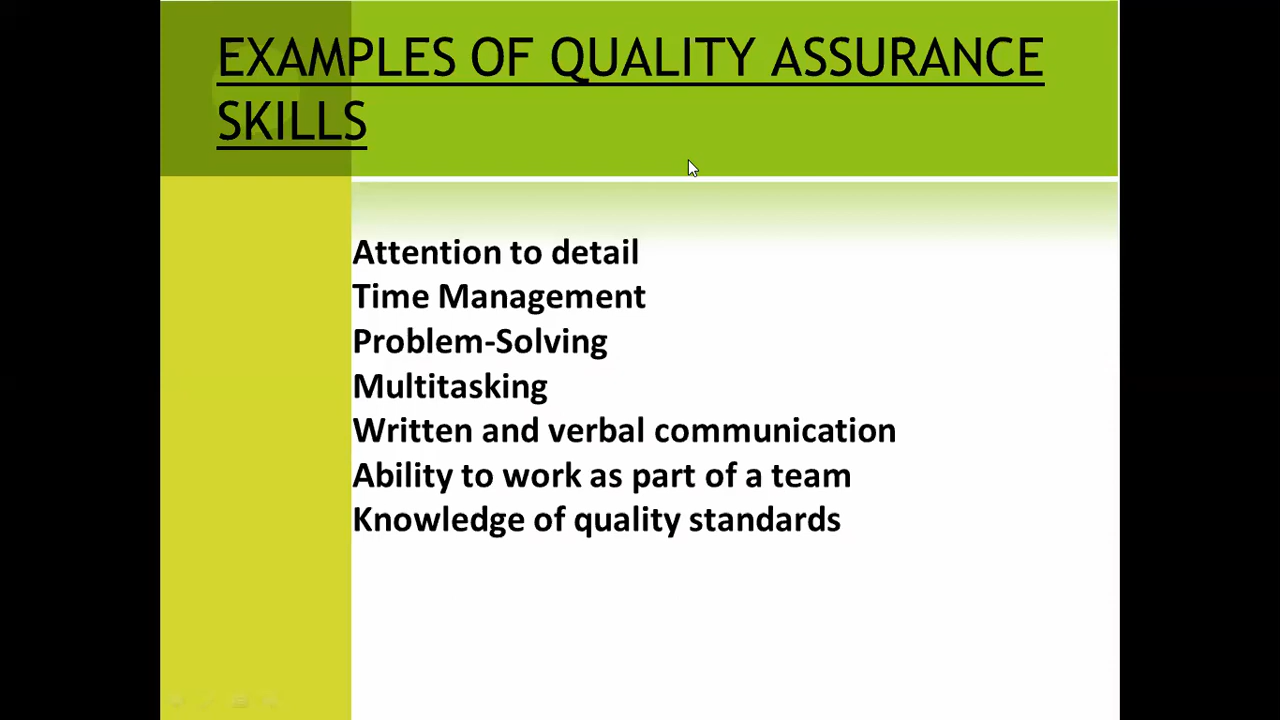 EXAMPLES OF QUALITY ASSURANCE
SKILLS
Attention to detail
Time Management
Problem-Solving
Multitasking
Written and verbal communication
Ability to work as part of a team
Knowledge of quality standards